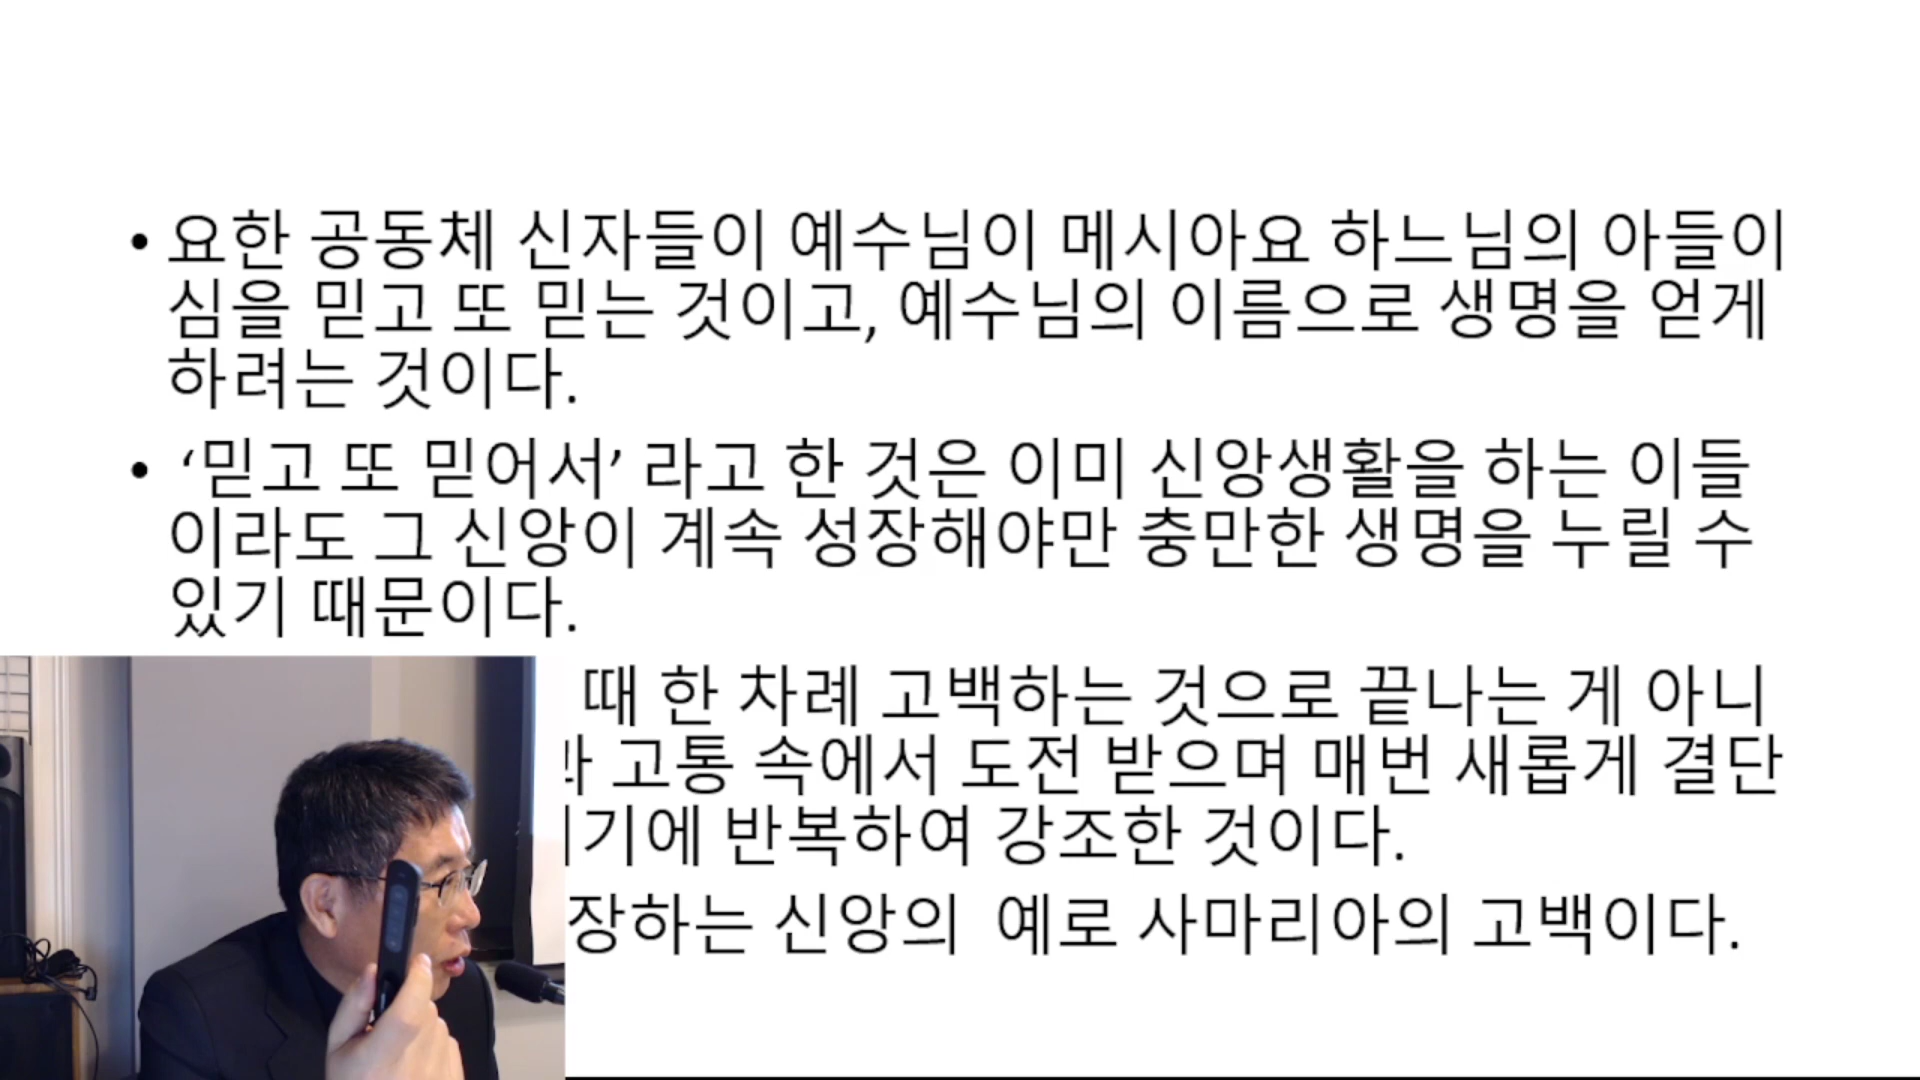 • 요한 공동체 신자들이 예수님이 메시아요 하느님의 아들이
심을 믿고 또 믿는 것이고, 예수님의 이름으로 생명을 얻게
하려는 것이다.
• ‘믿고 또 믿어서’ 라고 한 것은 이미 신앙생활을 하는 이들
이라도 그 신앙이 계속 성장해야만 충만한 생명을 누릴 수
있기 때문이다.
때 한 차례 고백하는 것으로 끝나는 게 아니
고통 속에서 도전 받으며 매번 새롭게 결단
기에 반복하여 강조한 것이다.
장하는 신앙의 예로 사마리아의 고백이다.